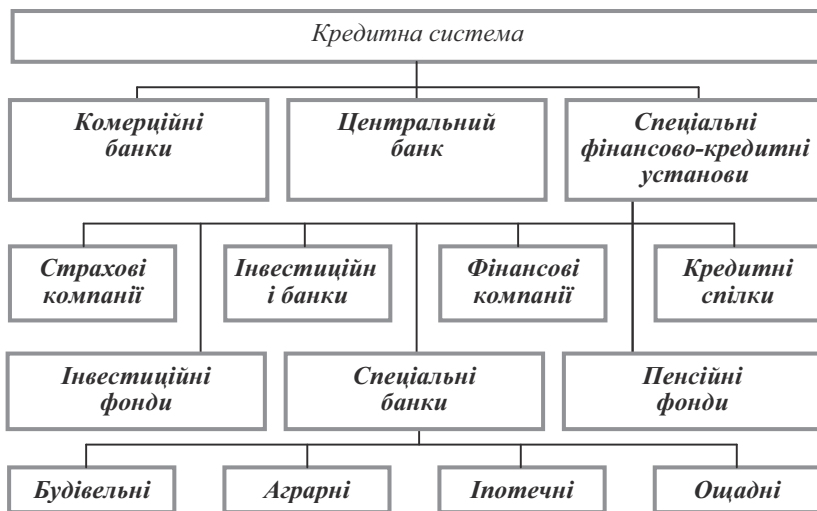 Кредитна система
Комерційні
банки
Центральний
банк
Спеціальні
фінансово-кредитні
установи
Страхові
компанії
Інвестиційн
і банки
Фінансові
компанії
Кредитні
спілки
Інвестиційні
фонди
Спеціальні
банки
Пенсійні
фонди
Будівельні
Аграрні
Іпотечні
Ощадні